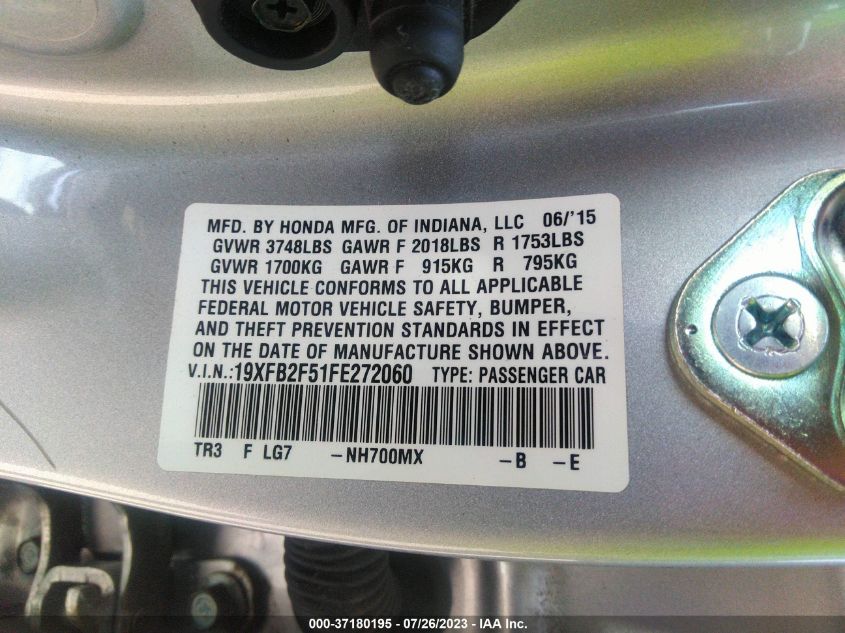 MFD. BY HONDA MFG. OF INDIANA, LLC 06/'15
GVWR 3748LBS GAWR F 2018LBS R 1753LBS
GVWR 1700KG GAWR F 915KG R 795KG
THIS VEHICLE CONFORMS TO ALL APPLICABLE
FEDERAL MOTOR VEHICLE SAFETY, BUMPER,
AND THEFT PREVENTION STANDARDS IN EFFECT
ON THE DATE OF MANUFACTURE SHOWN ABOVE.
V.I.N.:19XFB2F51FE272060 TYPE: PASSENGER CAR
TR3 F LG7 -NH700MX -B -E
000-37180195 - 07/26/2023 - IAA Inc.